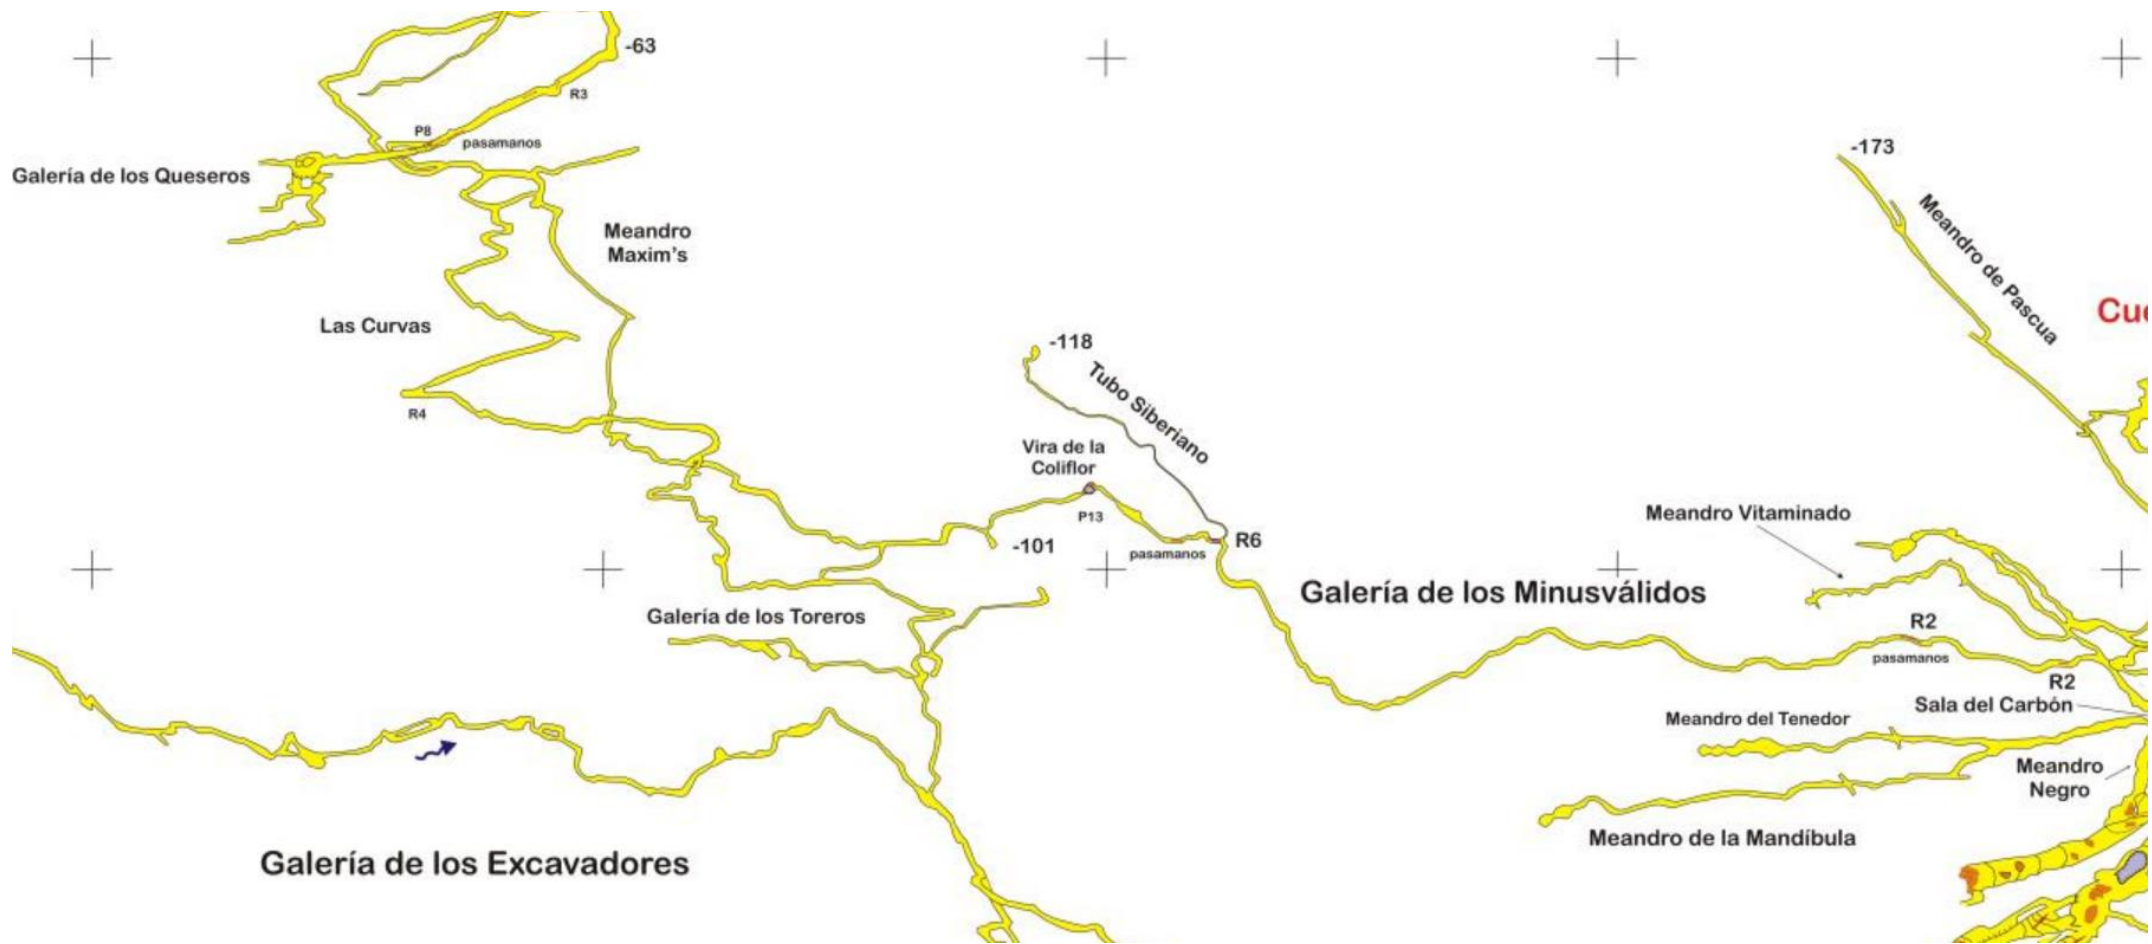 -63
R3
P8
pasamanos
-173
Galería de los Queseros
Meandro
Maxim's
Meandro de Pascua
Cue
Las Curvas
-118
Tubo Siberiano
R4
Vira de la
Coliflor
P13
Meandro Vitaminado
-101
pasamanos
R6
Galería de los Minusválidos
Galería de los Toreros
R2
pasamanos
R2
Sala del Carbón
Meandro del Tenedor
Meandro
Negro
Meandro de la Mandíbula
Galería de los Excavadores